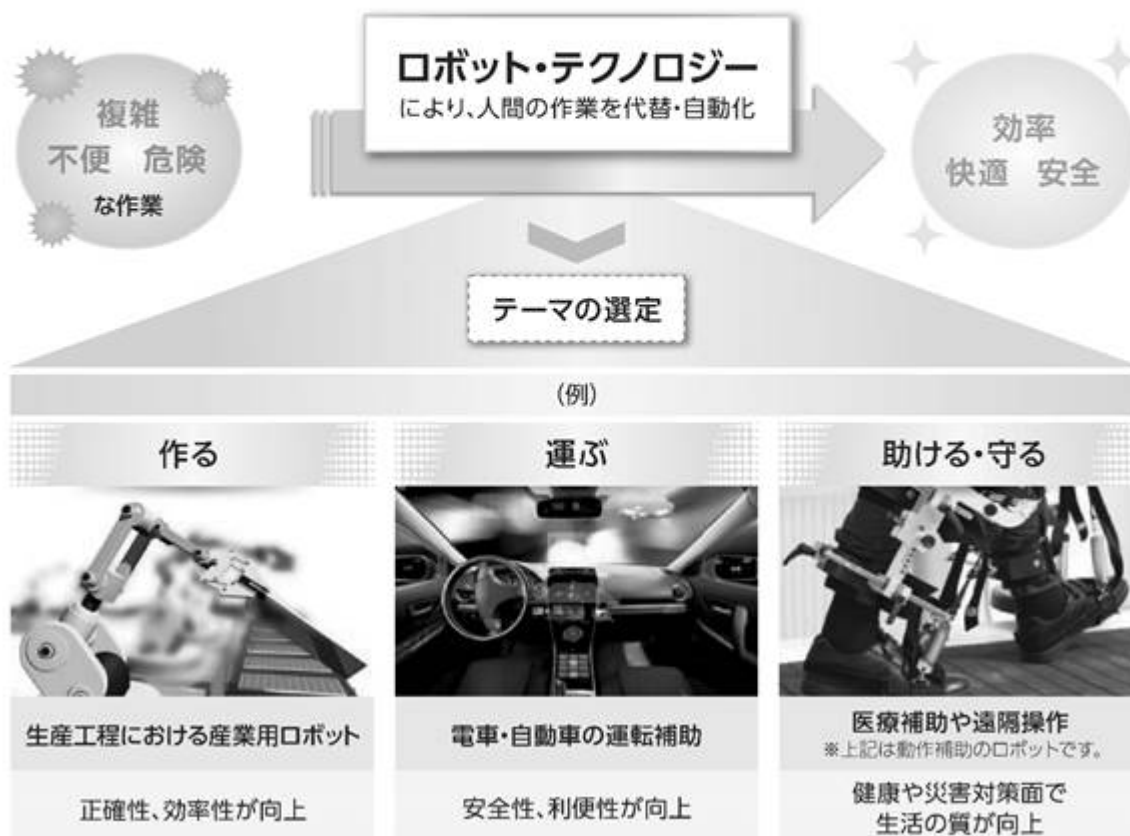 ロボット・テクノロジー
により、人間の作業を代替・自動化
複雑
不便 危険
な作業
効率
快適 安全
テーマの選定
(例)
作る
運ぶ
助ける・守る
生産工程における産業用ロボット
電車・自動車の運転補助
医療補助や遠隔操作
※上記は動作補助のロボットです。
正確性、効率性が向上
安全性、利便性が向上
健康や災害対策面で
生活の質が向上